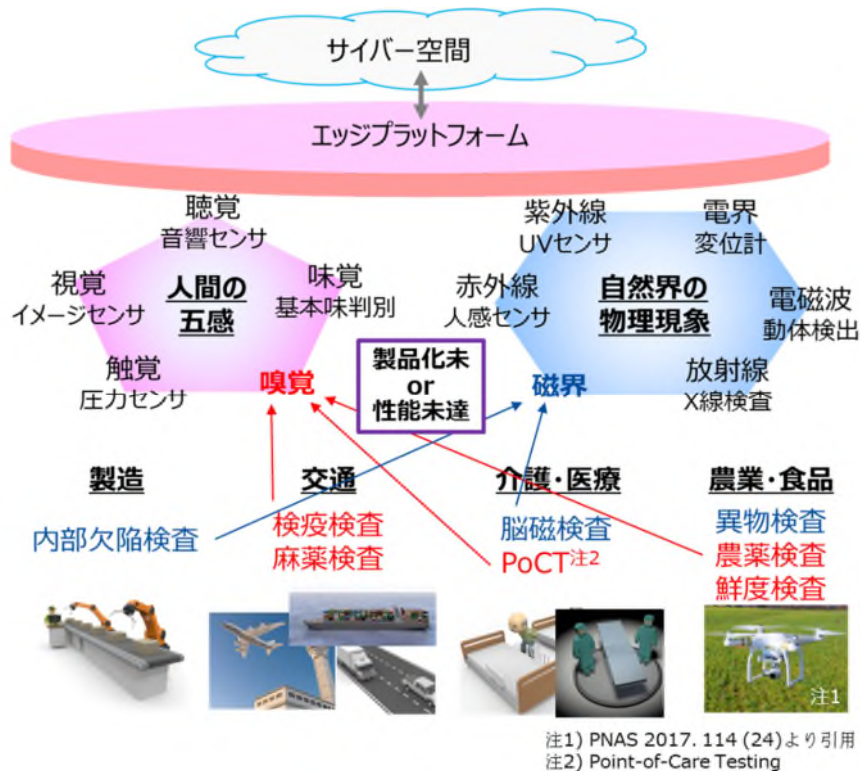 サイバー空間
エッジプラットフォーム
聴覚
音響センサ
視覚
イメージセンサ
人間の
五感
味覚
基本味判別
触覚
圧力センサ
嗅覚
紫外線
UVセンサ
電界
変位計
赤外線
人感センサ
自然界の
物理現象
電磁波
動体検出
磁界
放射線
X線検査
製品化未
or
性能未達
製造
内部欠陥検査
交通
検疫検査
麻薬検査
介護・医療
脳磁検査
PoCT注2
農業・食品
異物検査
農薬検査
鮮度検査
注1
注1) PNAS 2017. 114 (24)より引用
注2) Point-of-Care Testing